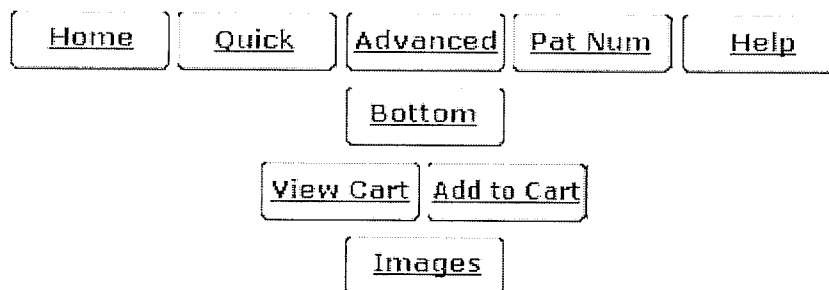 Home Quick Advanced Pat Num Help
Bottom
View Cart Add to Cart
Images